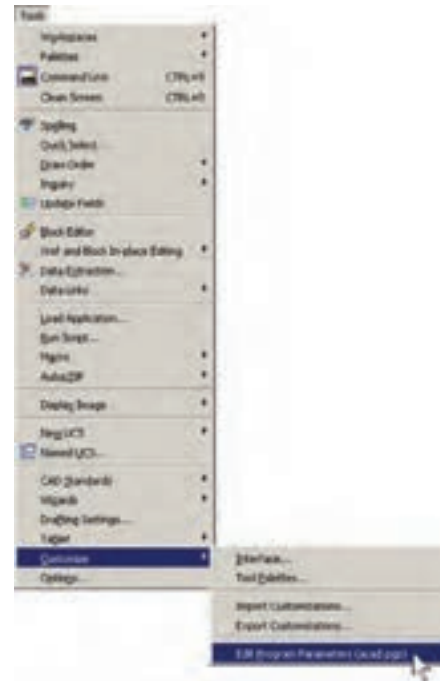 Tools
Workspaces
Palettes
Command Line CTRL+9
Clean Screen CTRL+0
Spelling
Quick Select...
Draw Order
Inquiry
Update Fields
Block Editor
Xref and Block In-place Editing
Data Extraction...
Data Links
Load Application...
Run Script...
Macro
AutoLISP
Display Image
New UCS
Named UCS...
CAD Standards
Wizards
Drafting Settings...
Tablet
Customize
Options...
Interface...
Tool Palettes...
Import Customizations...
Export Customizations...
Edit Program Parameters (acad.pgp)